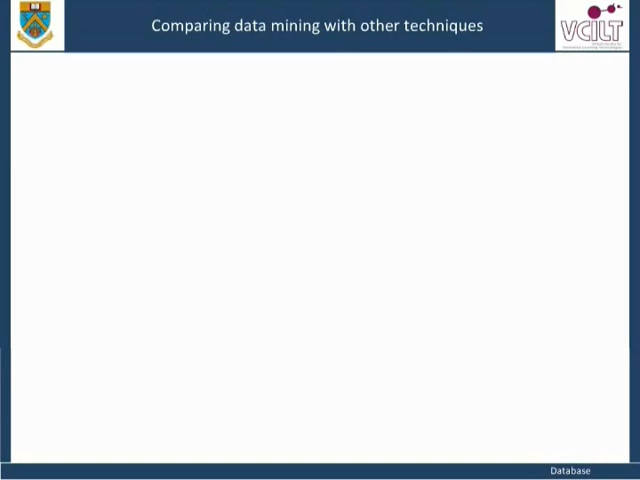 Comparing data mining with other techniques
VCILT
Database